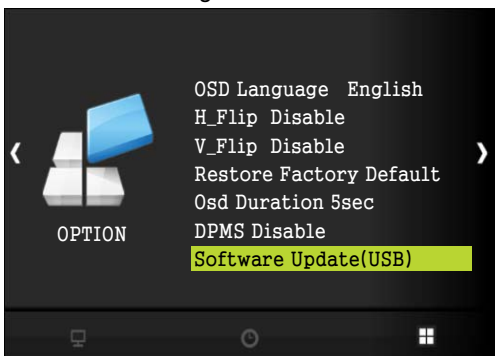 OSD Language English
H_Flip Disable
V_Flip Disable
Restore Factory Default
Osd Duration 5sec
DPMS Disable
Software Update(USB)
OPTION